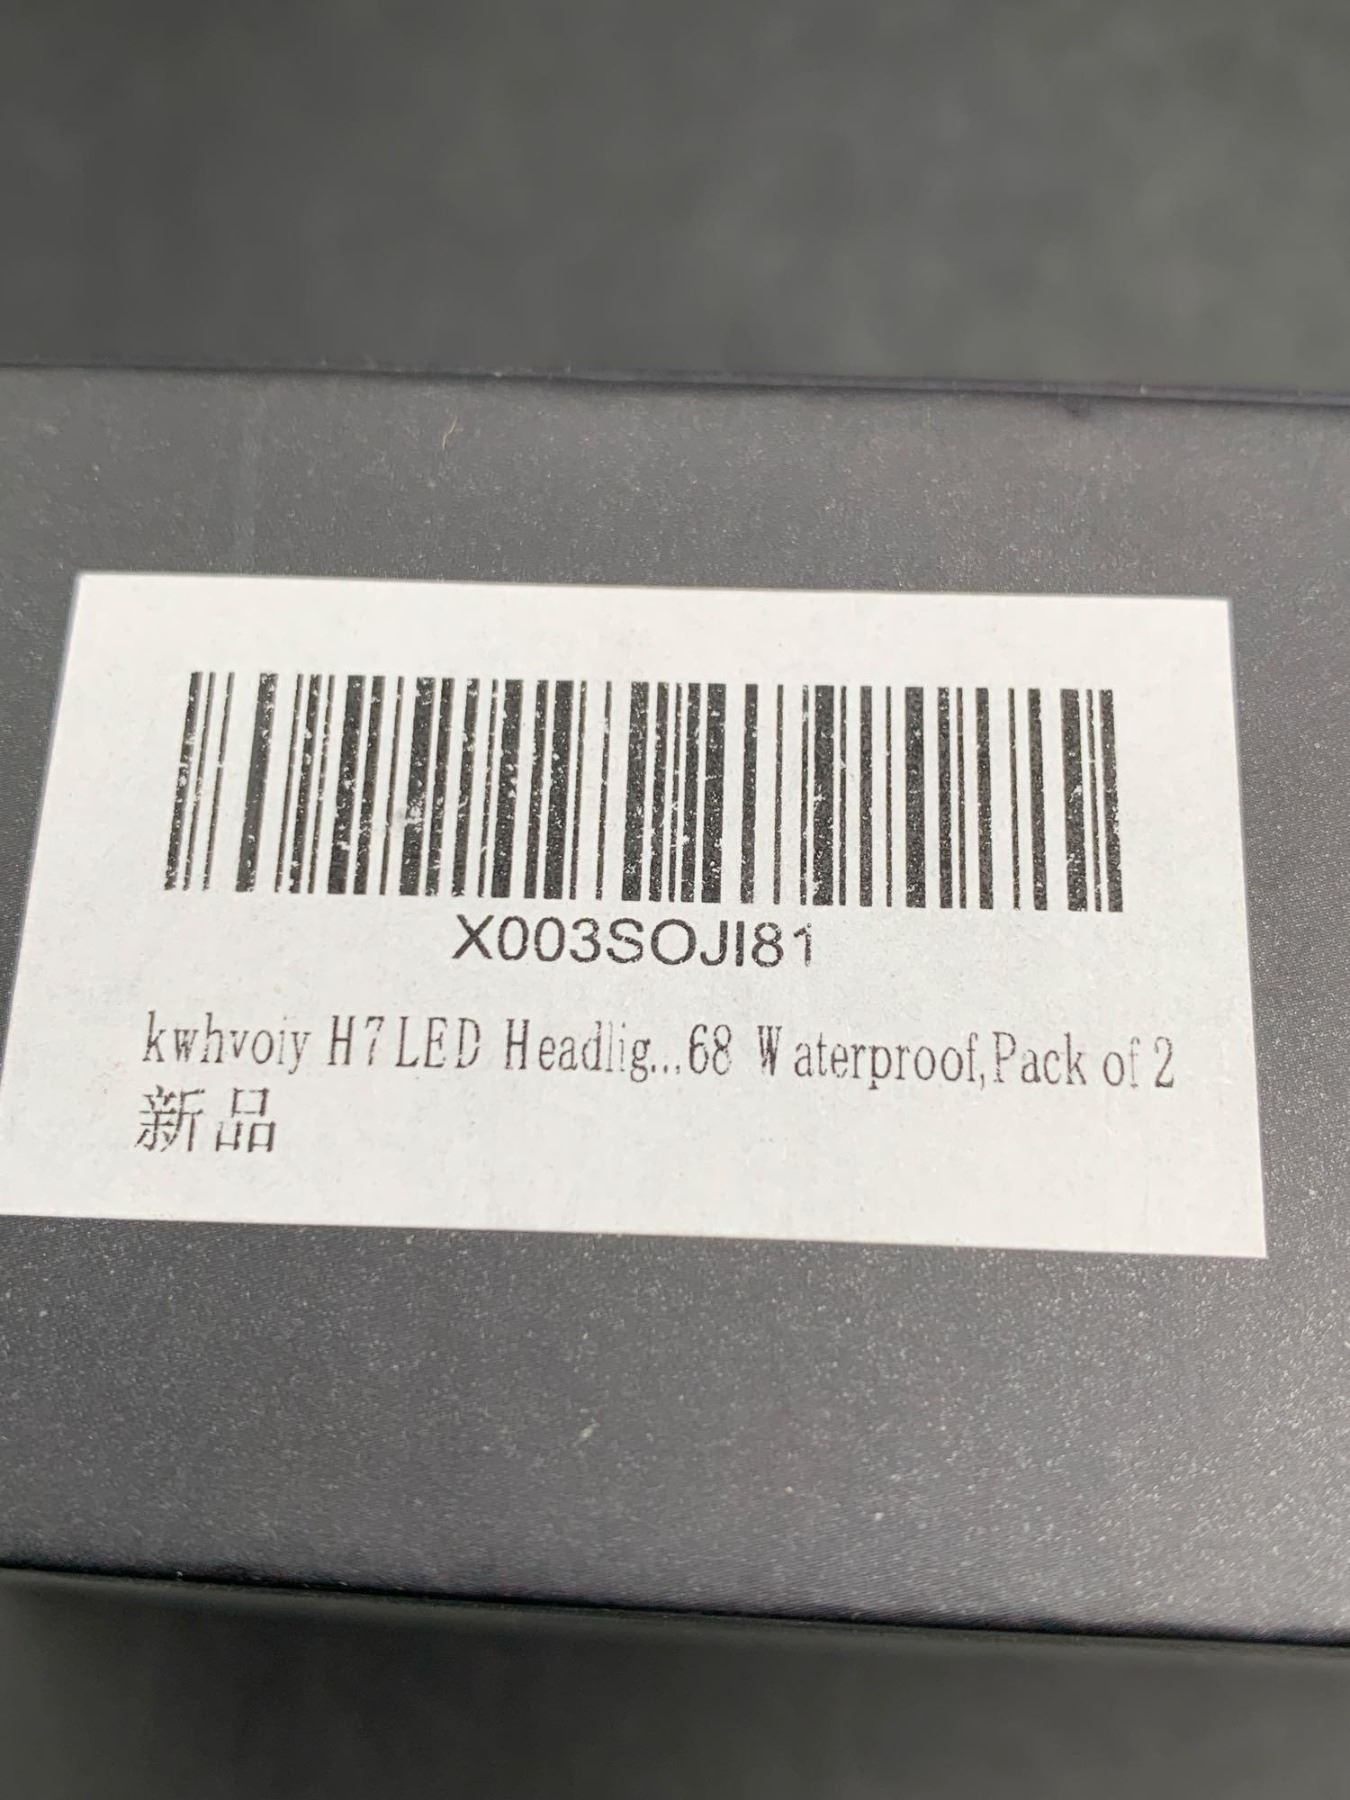 X003SOJI81
kwhvoiy H7 LED Headlig...68 Waterproof,Pack of 2
新品